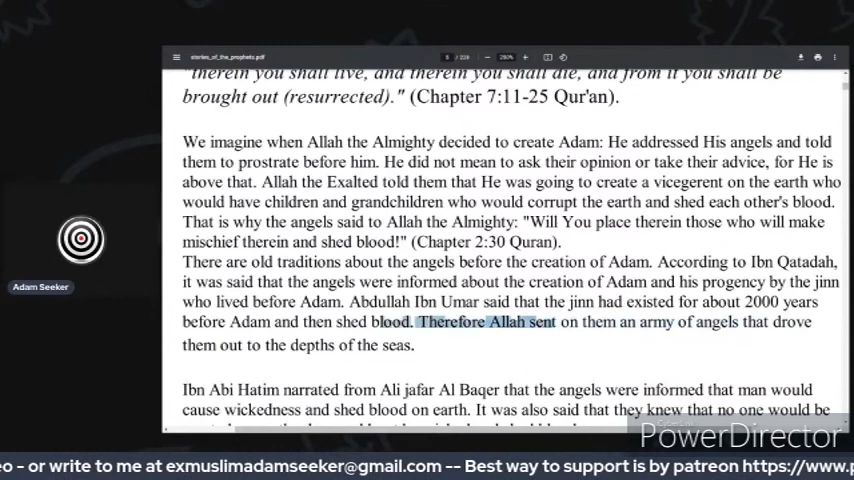 stories_of_the_prophets.pdf
8 / 229
260%
"therein you shall live, and therein you shall die, and from it you shall be
brought out (resurrected)." (Chapter 7:11-25 Qur'an).
We imagine when Allah the Almighty decided to create Adam: He addressed His angels and told
them to prostrate before him. He did not mean to ask their opinion or take their advice, for He is
above that. Allah the Exalted told them that He was going to create a vicegerent on the earth who
would have children and grandchildren who would corrupt the earth and shed each other's blood.
That is why the angels said to Allah the Almighty: "Will You place therein those who will make
mischief therein and shed blood!" (Chapter 2:30 Quran).
There are old traditions about the angels before the creation of Adam. According to Ibn Qatadah,
it was said that the angels were informed about the creation of Adam and his progeny by the jinn
who lived before Adam. Abdullah Ibn Umar said that the jinn had existed for about 2000 years
before Adam and then shed blood. Therefore Allah sent on them an army of angels that drove
them out to the depths of the seas.
Ibn Abi Hatim narrated from Ali jafar Al Baqer that the angels were informed that man would
cause wickedness and shed blood on earth. It was also said that they knew that no one would be
Adam Seeker
PowerDirector
eo - or write to me at exmuslimadamseeker@gmail.com -- Best way to support is by patreon https://www.p